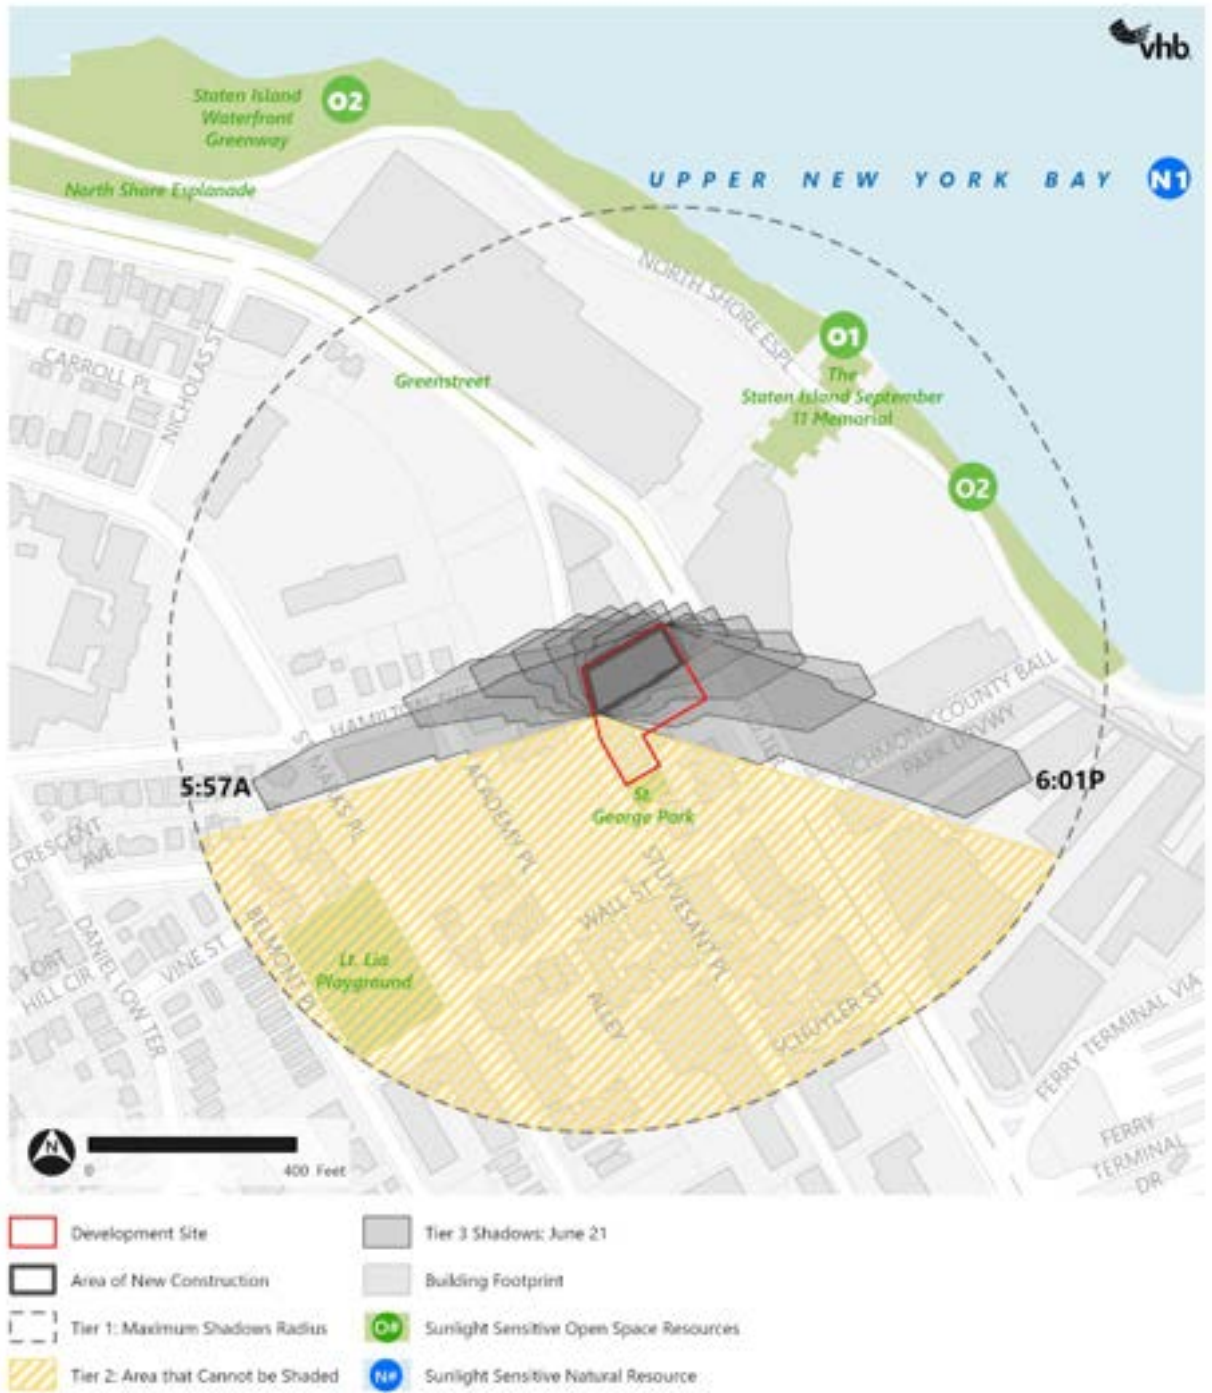 vhb
Staten Island
Waterfront
Greenway
O2
North Shore Esplanade
UPPER NEW YORK BAY
N1
NORTH SHORE ESPL
O1
The
Staten Island September
11 Memorial
O2
CARROLL PL
NICHOLAS ST
Greenstreet
HAMILTON AVE
RICHMOND COUNTY BALL
PARK DRVWY
5:57A
6:01P
ST MARKS PL
ACADEMY PL
St.
George Park
CRESCENT
AVE
STUYVESANT PL
WALL ST
BELMONT PL
DANIEL LOW TER
VINE ST
FORT
HILL CIR
Lt. Lia
Playground
ALLEY
SCHUYLER ST
FERRY TERMINAL VIA
FERRY
TERMINAL
DR
N
0
400 Feet
Development Site
Area of New Construction
Tier 1: Maximum Shadows Radius
Tier 2: Area that Cannot be Shaded
Tier 3 Shadows: June 21
Building Footprint
O# Sunlight Sensitive Open Space Resources
N# Sunlight Sensitive Natural Resource